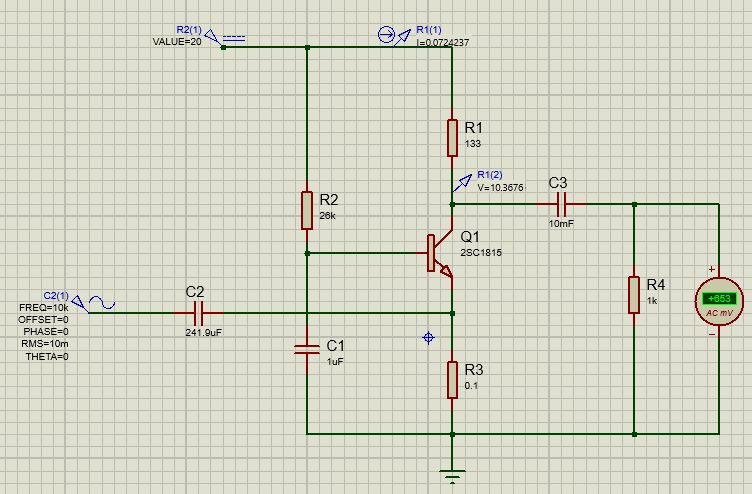 R2(1)
VALUE=20
R1(1)
I=0.0724237
R1
133
R1(2)
V=10.3676
C3
10mF
R2
26k
Q1
2SC1815
R4
1k
+
+653
AC mV
−
C2(1)
FREQ=10k
OFFSET=0
PHASE=0
RMS=10m
THETA=0
C2
241.9uF
C1
1uF
R3
0.1